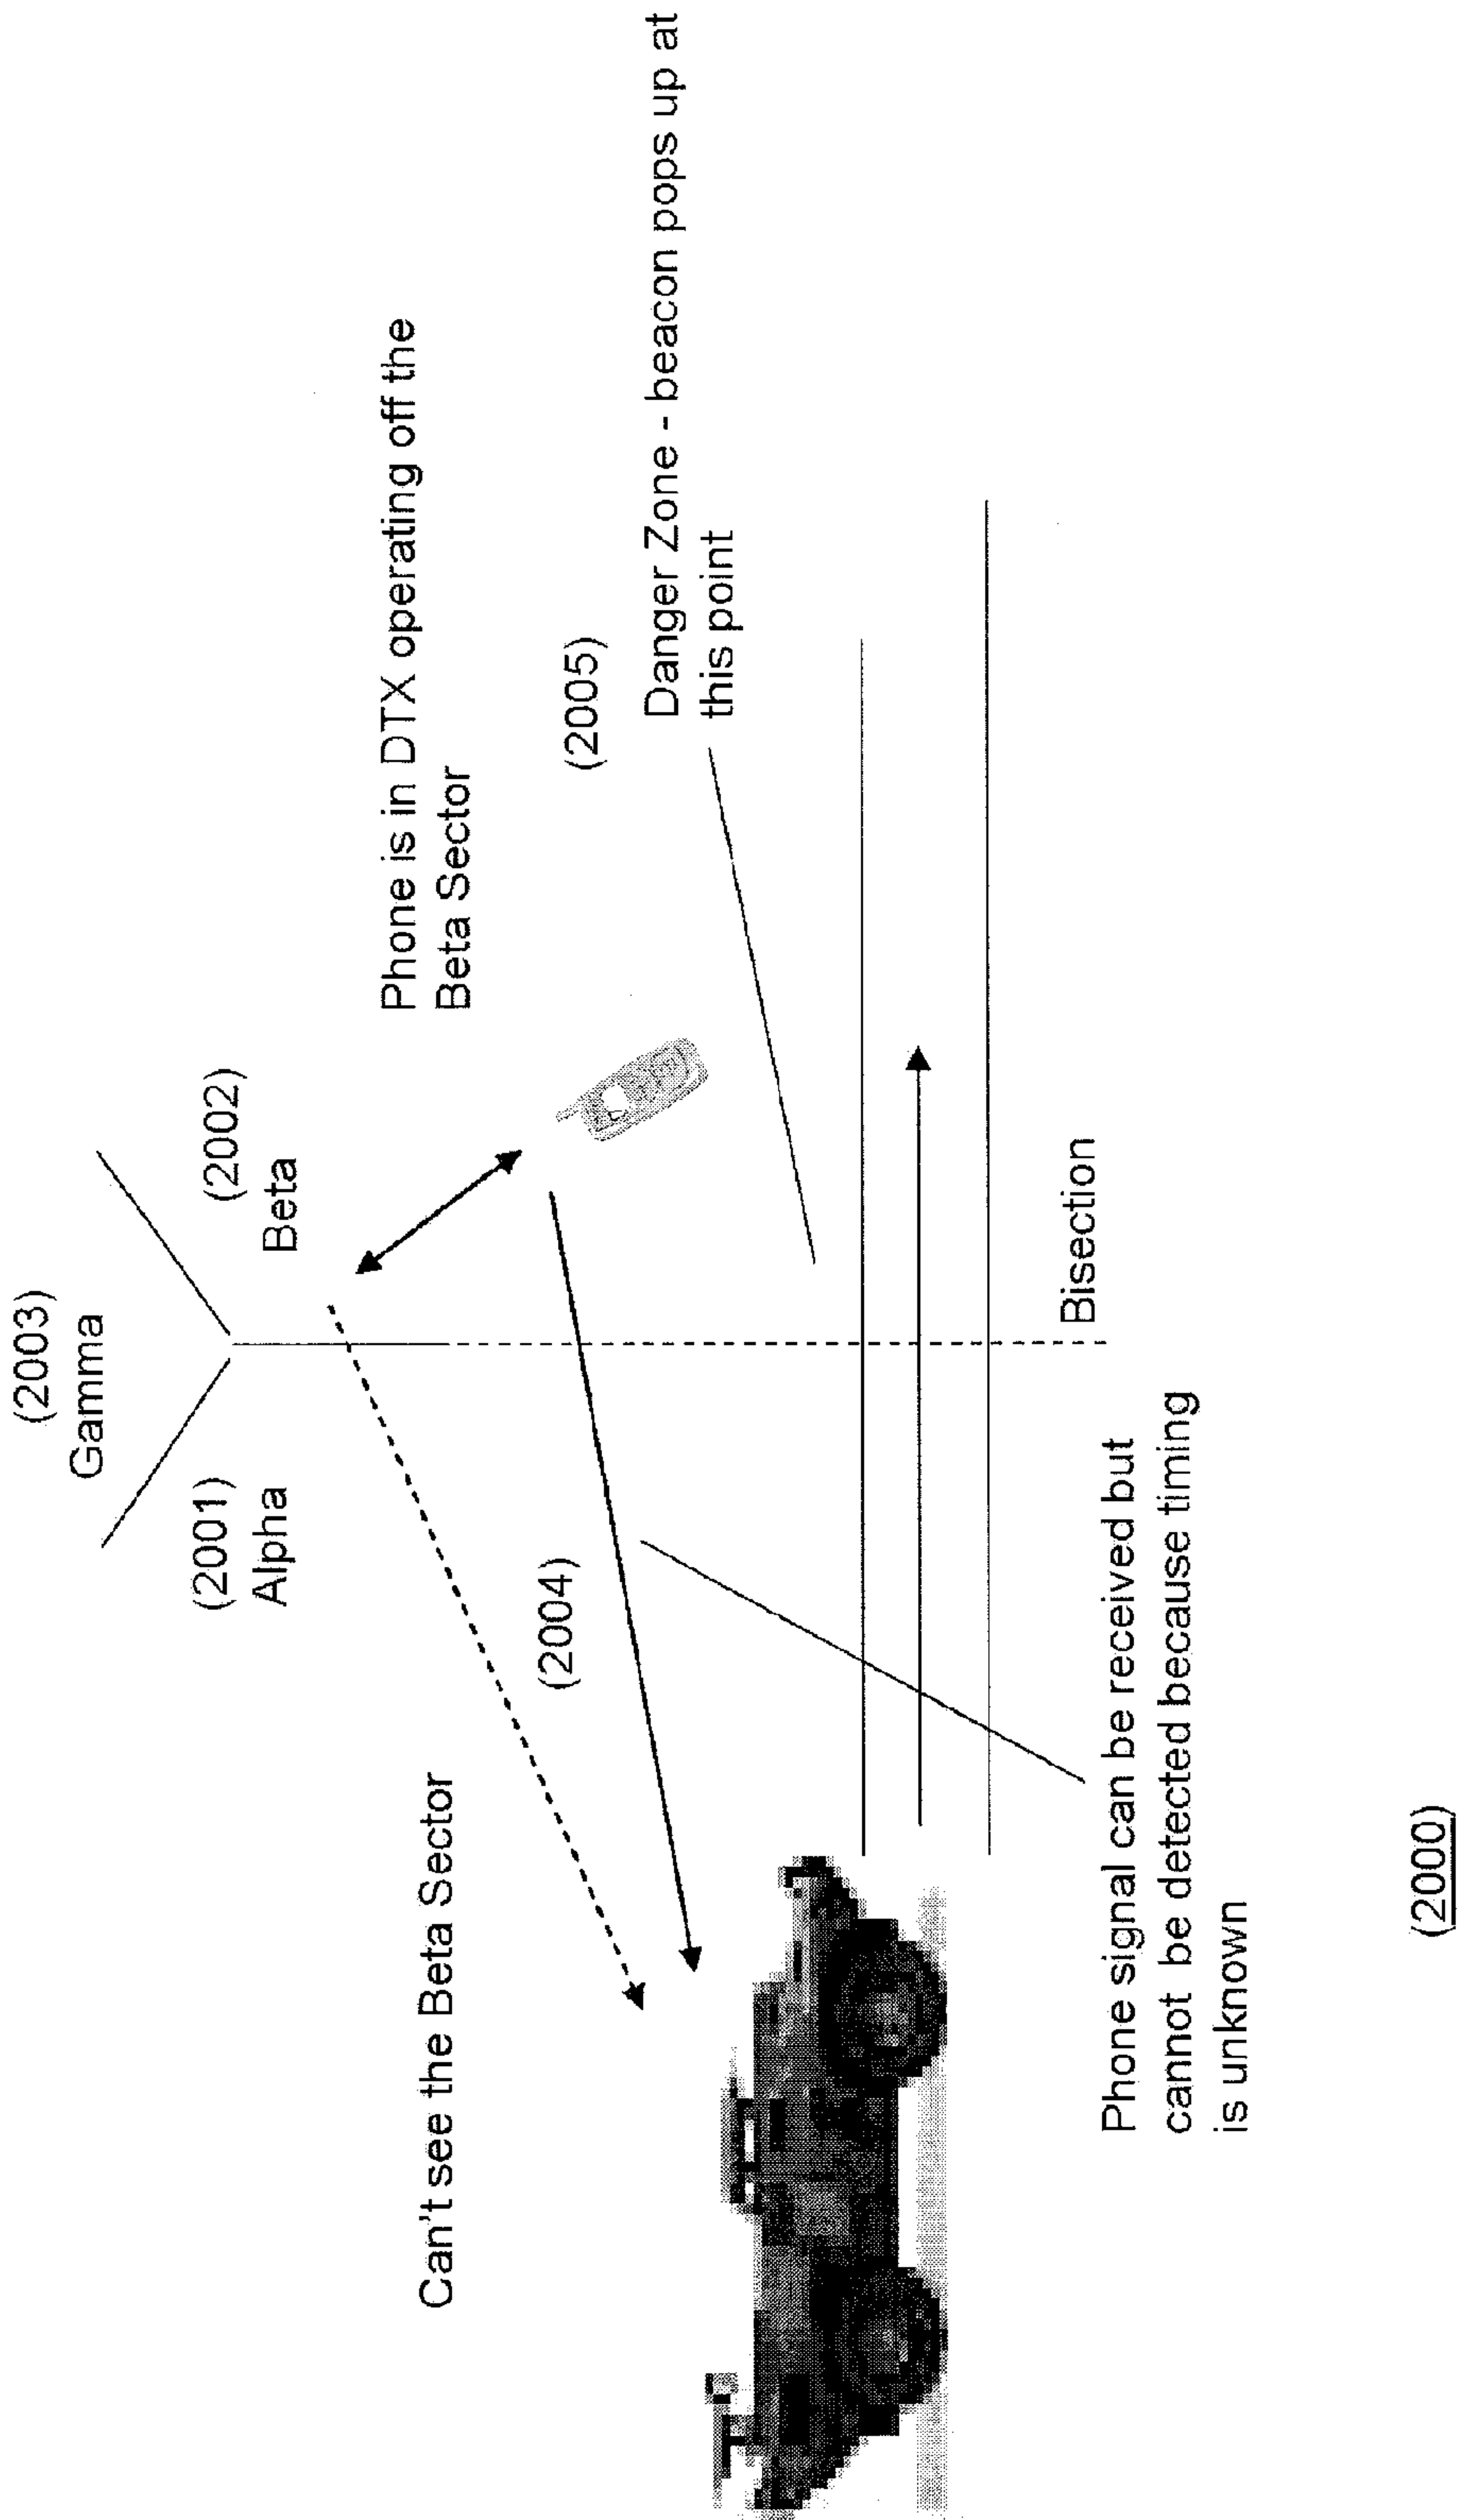 (2003)
Gamma
(2001)
Alpha
(2002)
Beta
Can't see the Beta Sector
Phone is in DTX operating off the
Beta Sector
(2004)
(2005)
Danger Zone - beacon pops up at
this point
Bisection
Phone signal can be received but
cannot be detected because timing
is unknown
(2000)